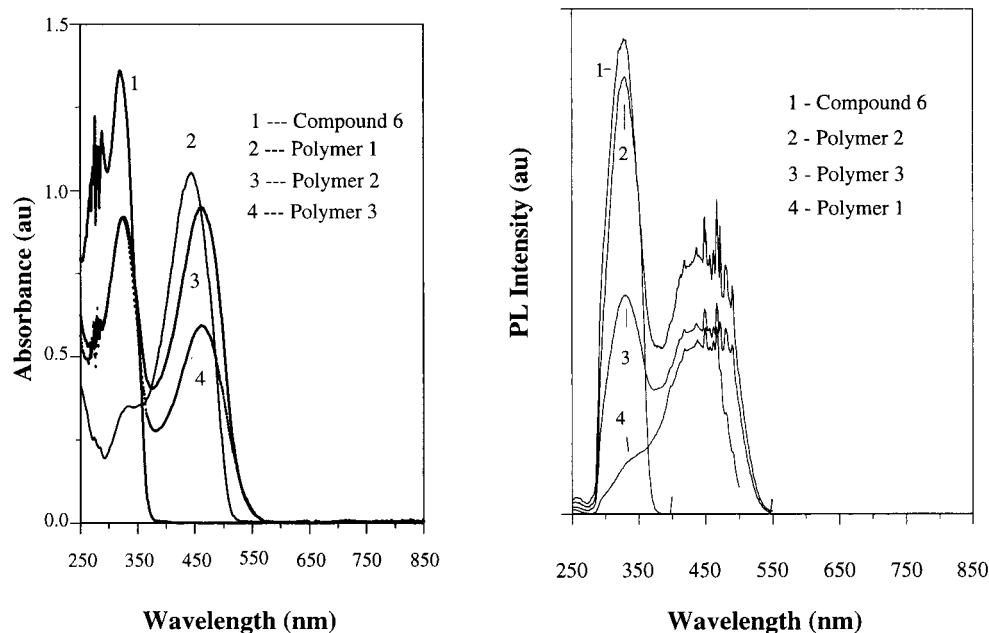 1.5
1.0
0.5
0.0
Absorbance (au)
1
2
3
4
1 --- Compound 6
2 --- Polymer 1
3 --- Polymer 2
4 --- Polymer 3
250 350 450 550 650 750 850
Wavelength (nm)
PL Intensity (au)
1-
2
3
4
1 - Compound 6
2 - Polymer 2
3 - Polymer 3
4 - Polymer 1
250 350 450 550 650 750 850
Wavelength (nm)